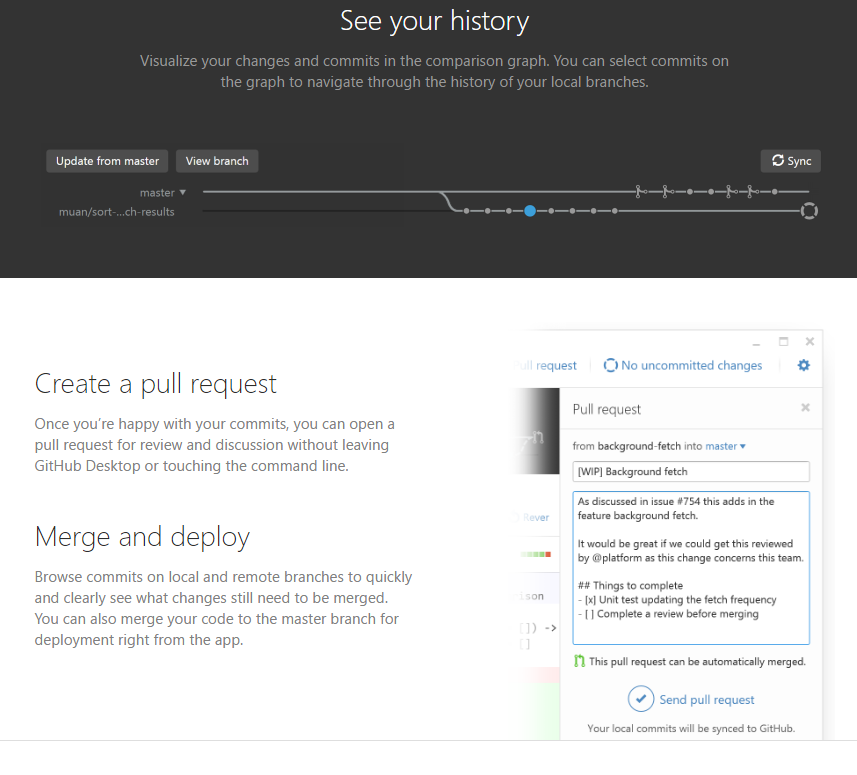 See your history
Visualize your changes and commits in the comparison graph. You can select commits on
the graph to navigate through the history of your local branches.
Update from master
View branch
Sync
master
muan/sort-...ch-results
Create a pull request
Once you're happy with your commits, you can open a
pull request for review and discussion without leaving
GitHub Desktop or touching the command line.
Merge and deploy
Browse commits on local and remote branches to quickly
and clearly see what changes still need to be merged.
You can also merge your code to the master branch for
deployment right from the app.
ull request
No uncommitted changes
Pull request
from background-fetch into master
[WIP] Background fetch
As discussed in issue #754 this adds in the
feature background fetch.
It would be great if we could get this reviewed
by @platform as this change concerns this team.
## Things to complete
- [x] Unit test updating the fetch frequency
- [ ] Complete a review before merging
This pull request can be automatically merged.
Send pull request
Your local commits will be synced to GitHub.
Rever
ison
[]) ->
[]